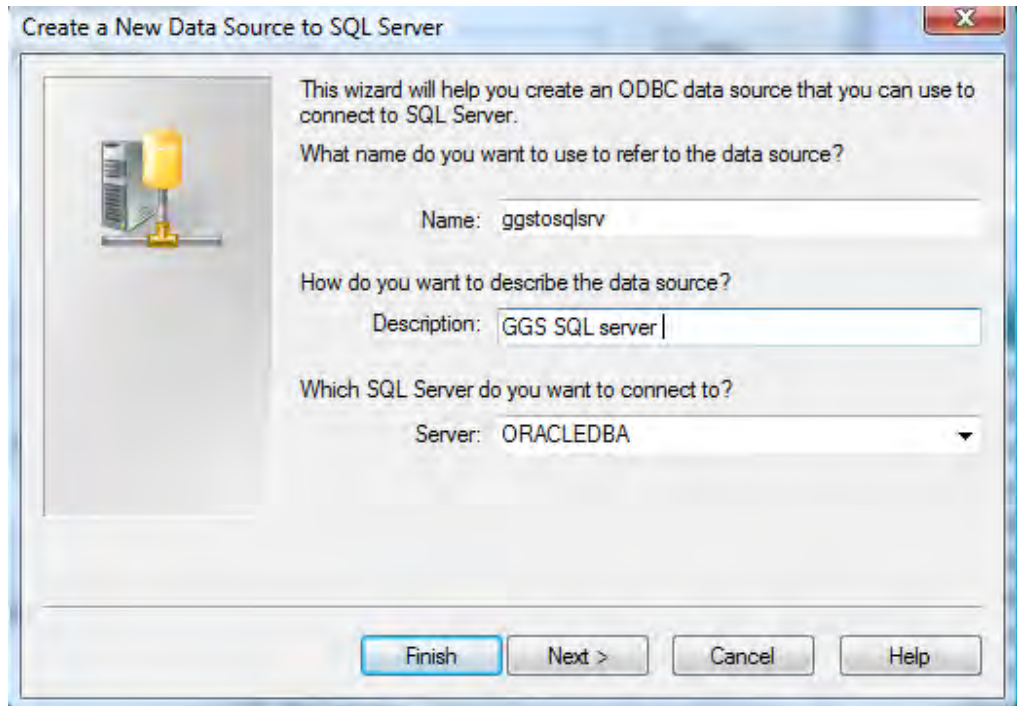 Create a New Data Source to SQL Server
X
This wizard will help you create an ODBC data source that you can use to
connect to SQL Server.
What name do you want to use to refer to the data source?
Name: ggstosqlsrv
How do you want to describe the data source?
Description: GGS SQL server
Which SQL Server do you want to connect to?
Server: ORACLEDBA
Finish Next > Cancel Help